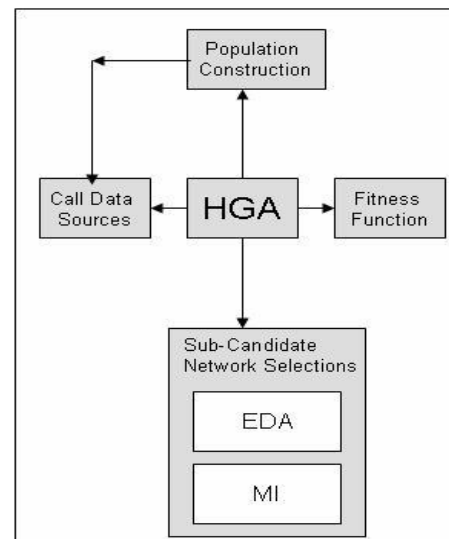 Population
Construction
Call Data
Sources
HGA
Fitness
Function
Sub-Candidate
Network Selections
EDA
MI